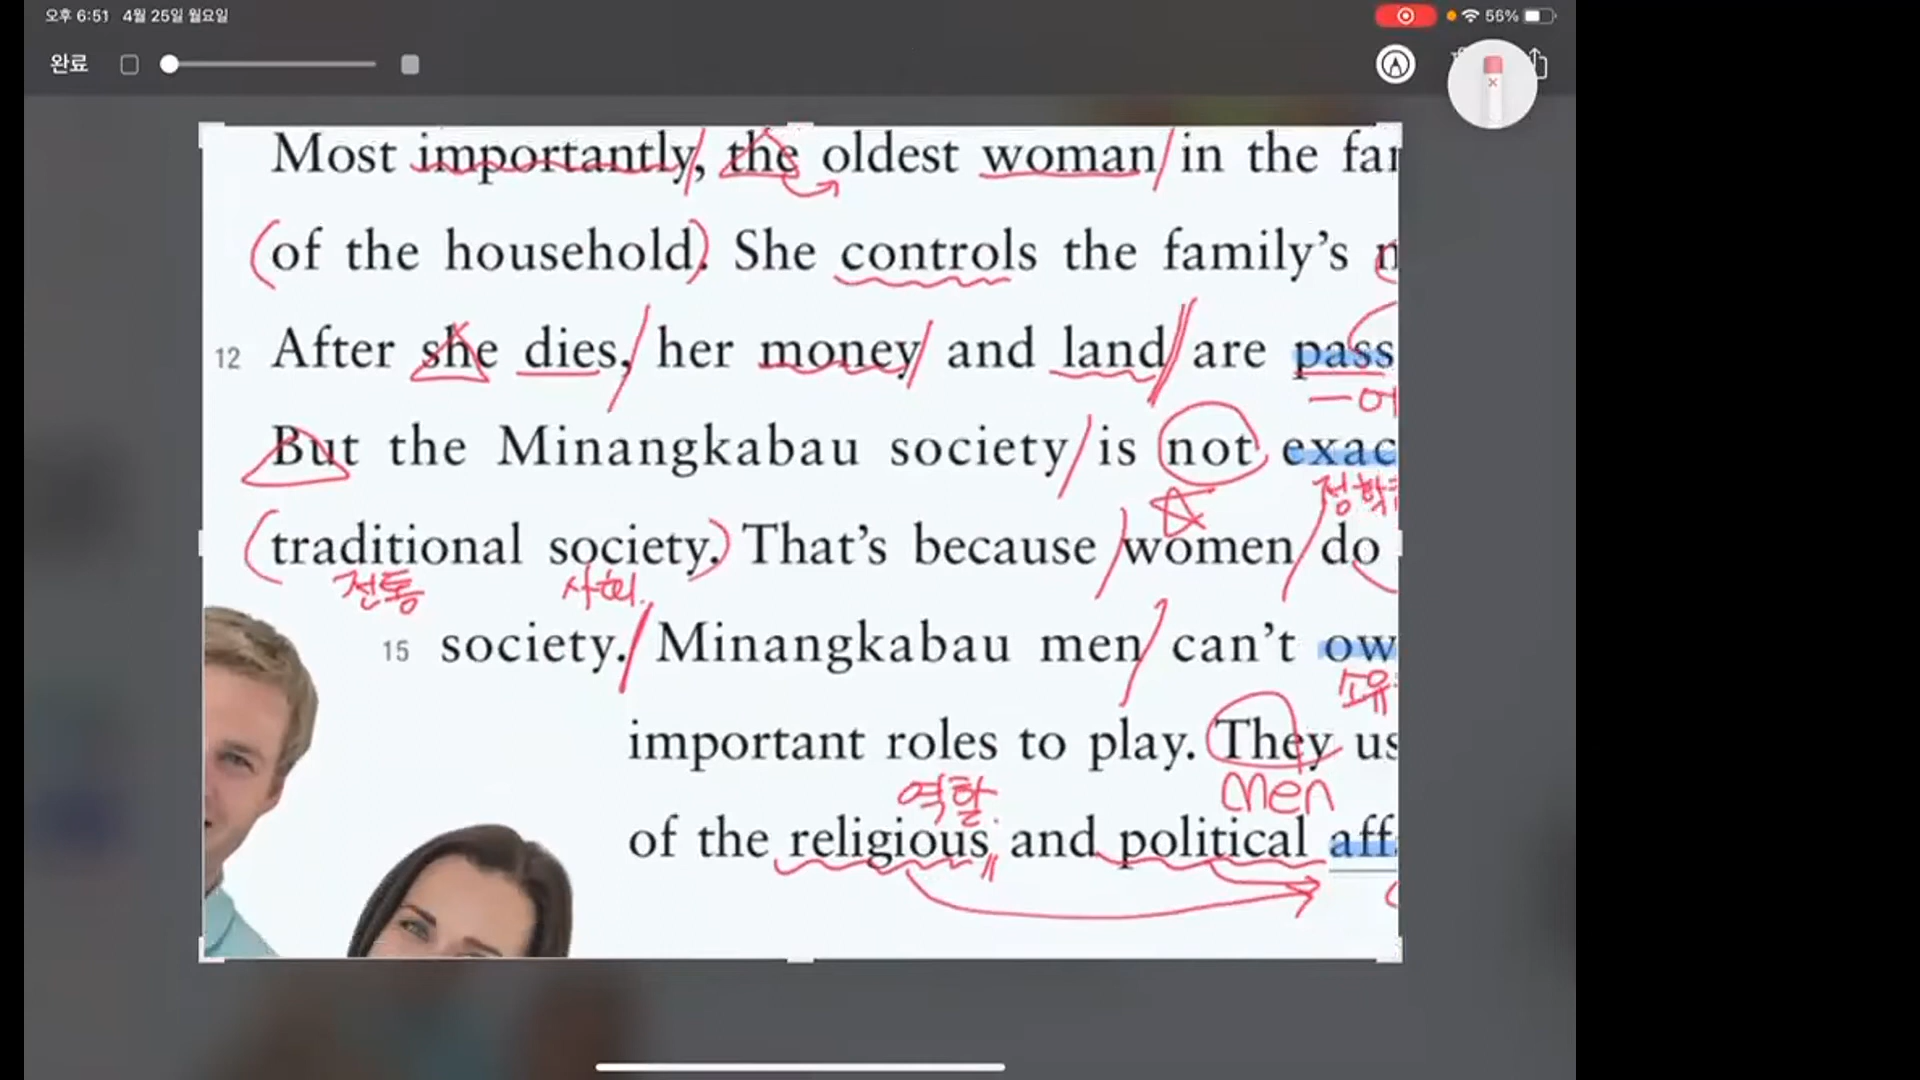 오후 6:51 4월 25일 월요일 56%
완료
Most importantly, the oldest woman in the
(of the household). She controls the family's
12 After she dies, her money and land are pass
一어
But the Minangkabau society is not exac
정확
(traditional society.) That's because women do
전통 사회.
15 society. Minangkabau men can't ow
소유
important roles to play. They us
역할. men
of the religious and political aff